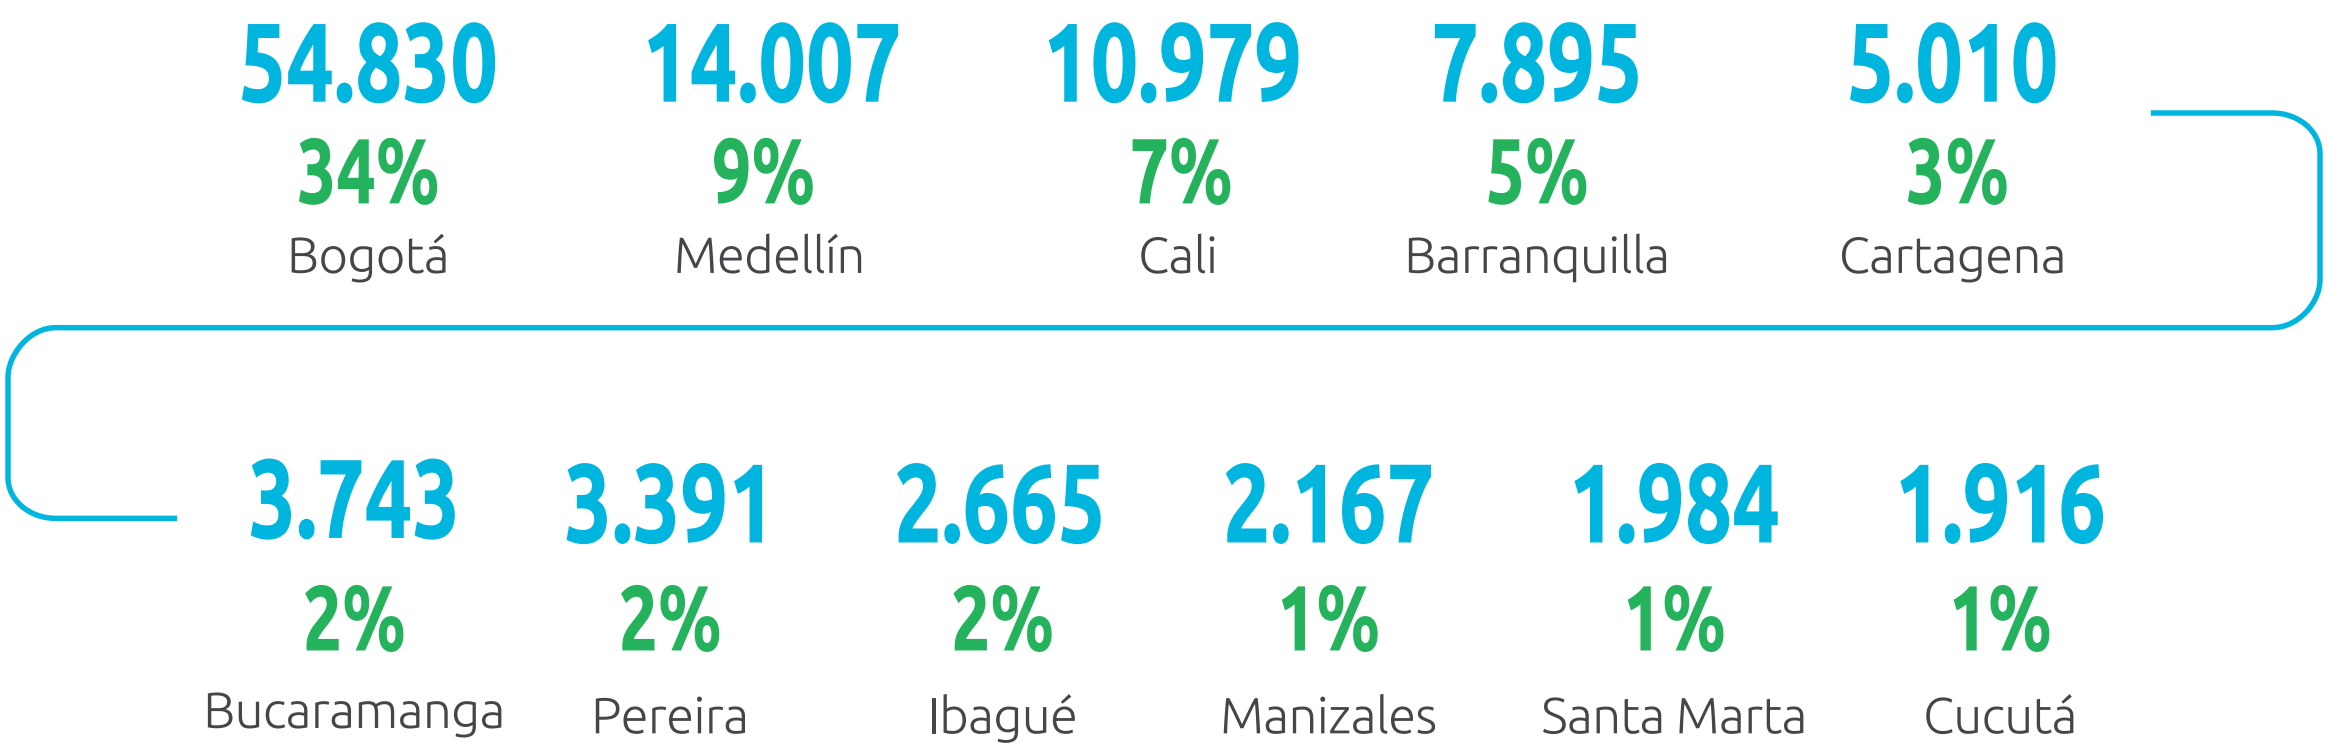 54.830 14.007 10.979 7.895 5.010
34% 9% 7% 5% 3%
Bogotá Medellín Cali Barranquilla Cartagena
3.743 3.391 2.665 2.167 1.984 1.916
2% 2% 2% 1% 1% 1%
Bucaramanga Pereira Ibagué Manizales Santa Marta Cucutá